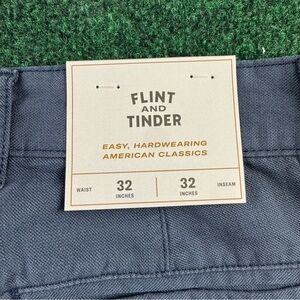 FLINT
AND
TINDER
EASY, HARDWEARING
AMERICAN CLASSICS
WAIST 32 INCHES 32 INCHES INSEAM